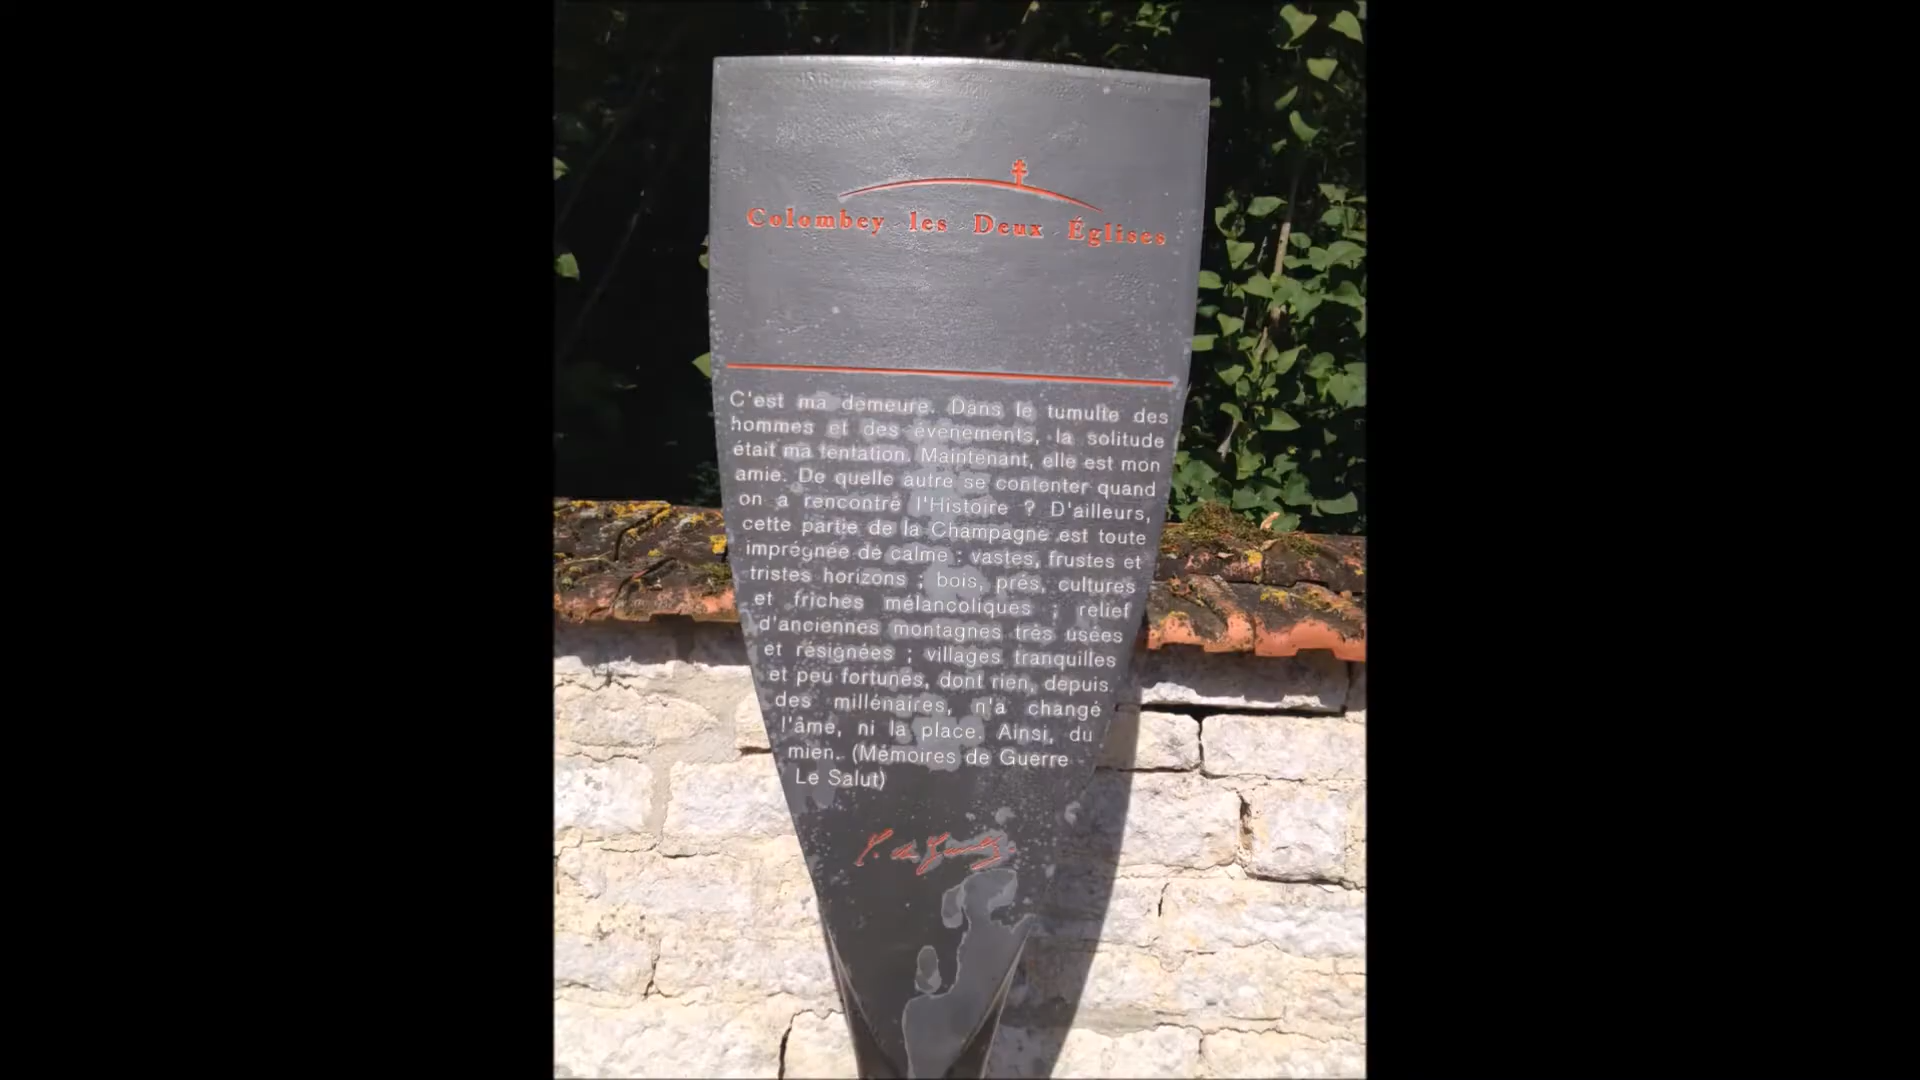 Colombey les Deux Églises
C'est ma demeure. Dans le tumulte des
hommes et des évenements, la solitude
était ma tentation. Maintenant, elle est mon
amie. De quelle autre se contenter quand
on a rencontré l'Histoire ? D'ailleurs,
cette partie de la Champagne est toute
imprégnée de calme : vastes, frustes et
tristes horizons ; bois, prés, cultures
et friches mélancoliques ; relief
d'anciennes montagnes très usées
et résignées ; villages tranquilles
et peu fortunés, dont rien, depuis
des millénaires, n'a changé
l'âme, ni la place. Ainsi, du
mien. (Mémoires de Guerre
Le Salut)
C. de Gaulle.